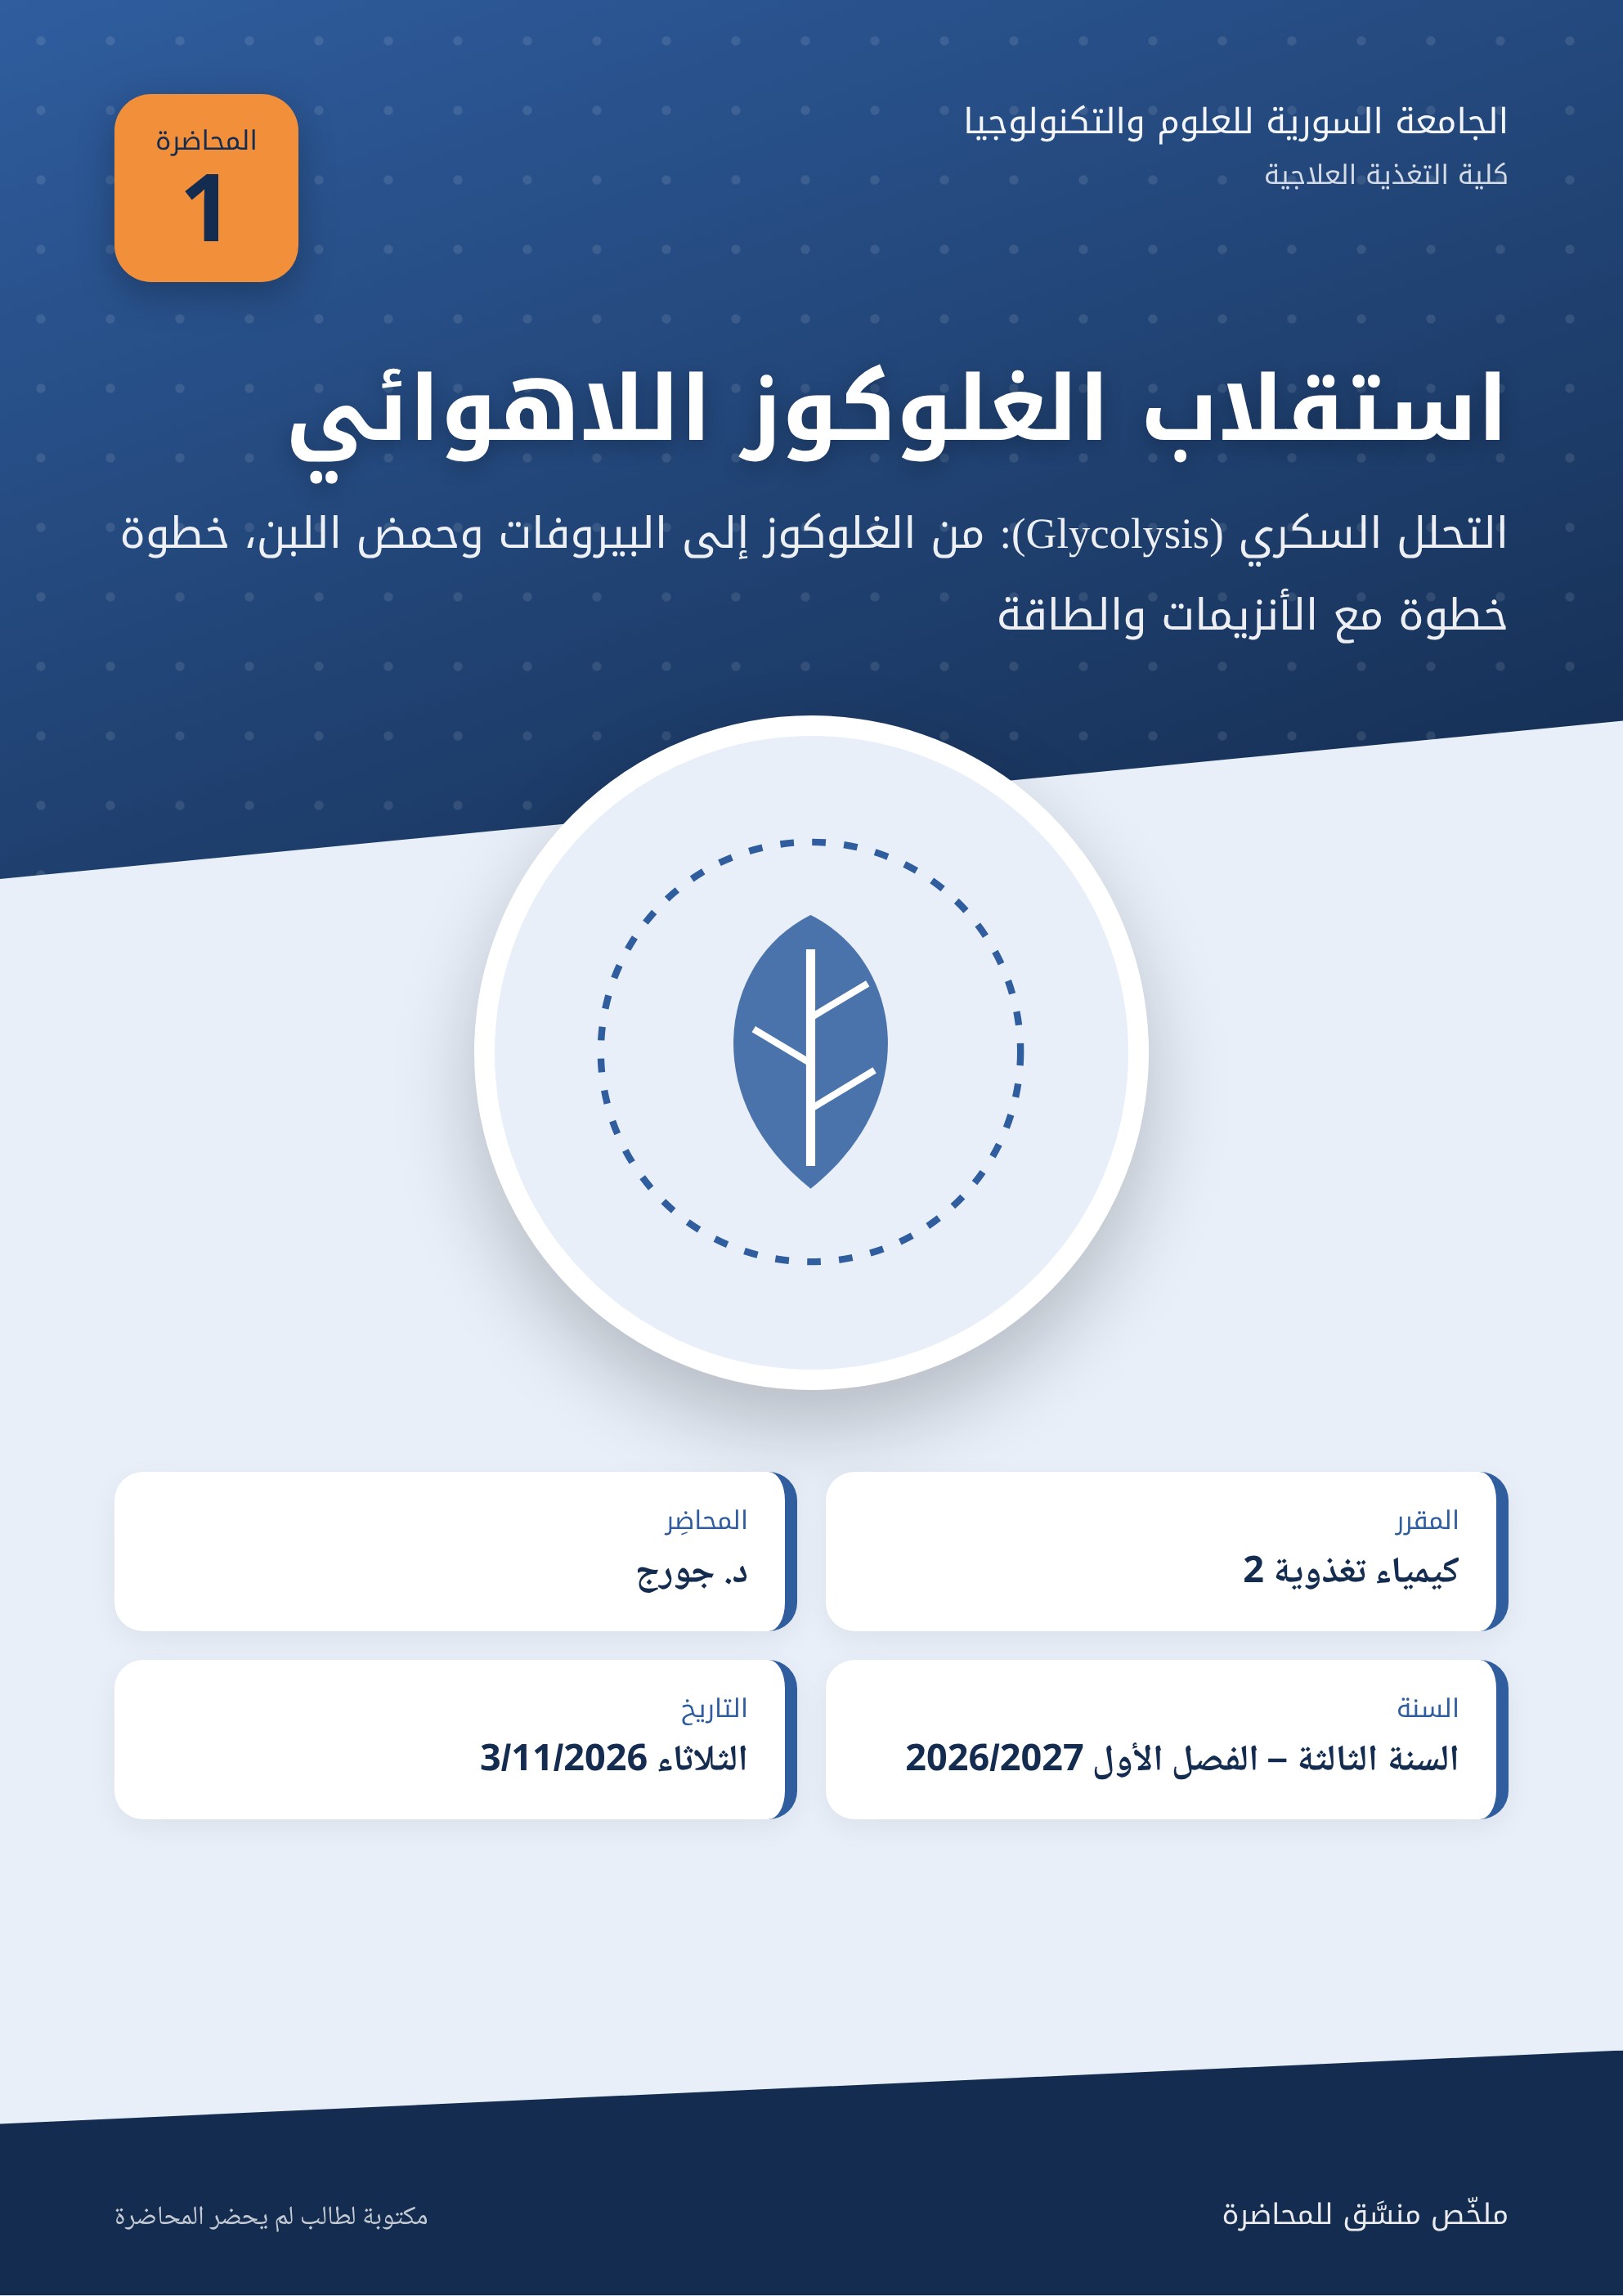 الجامعة السورية للعلوم والتكنولوجيا
كلية التغذية العلاجية
المحاضرة
1
استقلاب الغلوكوز اللاهوائي
التحلل السكري (Glycolysis): من الغلوكوز إلى البيروفات وحمض اللبن، خطوة
خطوة مع الأنزيمات والطاقة
المقرر
كيمياء تغذوية 2
المحاضِر
د. جورج
السنة
السنة الثالثة – الفصل الأول 2026/2027
التاريخ
الثلاثاء 3/11/2026
ملخّص منسَّق للمحاضرة
مكتوبة لطالب لم يحضر المحاضرة